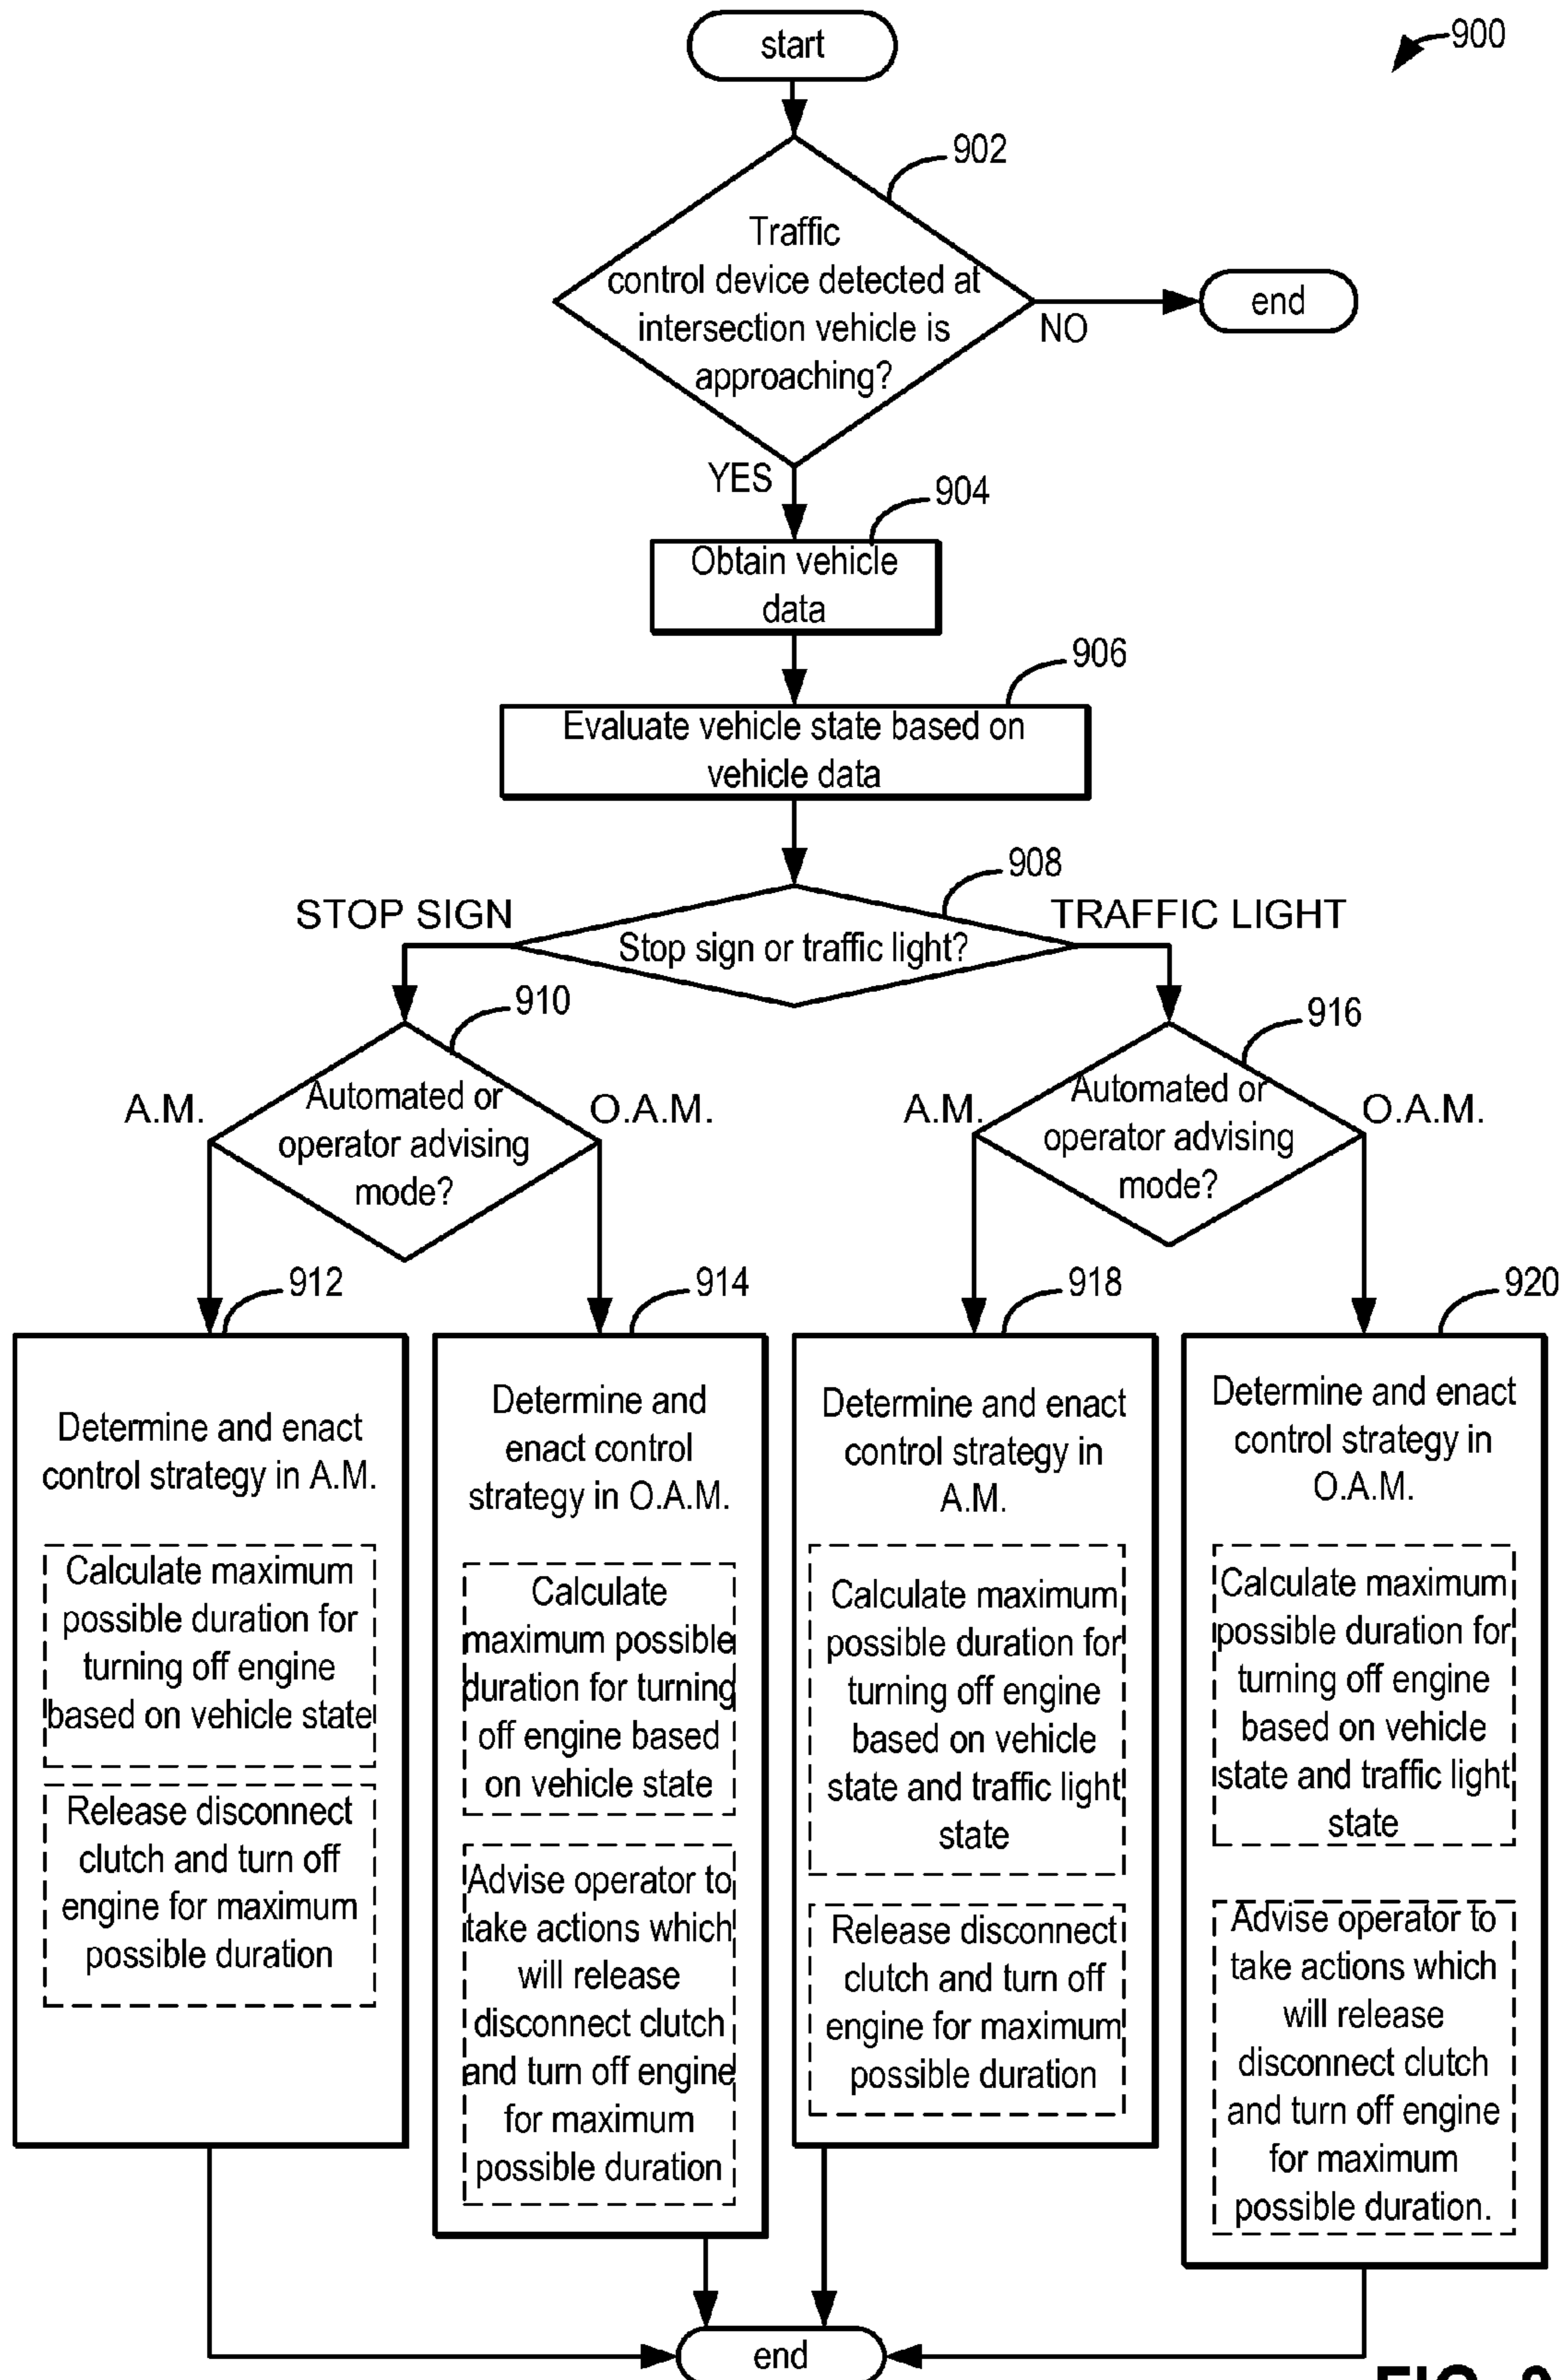 start
900
902
Traffic
control device detected at
intersection vehicle is
approaching?
NO
end
YES
904
Obtain vehicle
data
906
Evaluate vehicle state based on
vehicle data
908
STOP SIGN
Stop sign or traffic light?
TRAFFIC LIGHT
910
A.M.
Automated or
operator advising
mode?
O.A.M.
916
A.M.
Automated or
operator advising
mode?
O.A.M.
912
Determine and enact
control strategy in A.M.
Calculate maximum
possible duration for
turning off engine
based on vehicle state
Release disconnect
clutch and turn off
engine for maximum
possible duration
914
Determine and
enact control
strategy in O.A.M.
Calculate
maximum possible
duration for turning
off engine based
on vehicle state
Advise operator to
take actions which
will release
disconnect clutch
and turn off engine
for maximum
possible duration
918
Determine and enact
control strategy in
A.M.
Calculate maximum
possible duration for
turning off engine
based on vehicle
state and traffic light
state
Release disconnect
clutch and turn off
engine for maximum
possible duration
920
Determine and enact
control strategy in
O.A.M.
Calculate maximum
possible duration for
turning off engine
based on vehicle
state and traffic light
state
Advise operator to
take actions which
will release
disconnect clutch
and turn off engine
for maximum
possible duration.
end